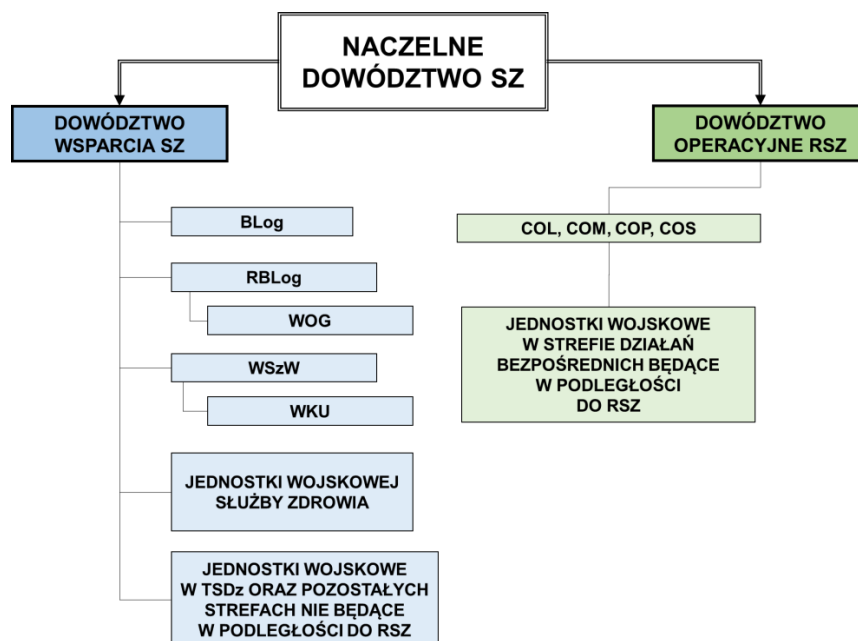 NACZELNE
DOWÓDZTWO SZ
DOWÓDZTWO
WSPARCIA SZ
DOWÓDZTWO
OPERACYJNE RSZ
BLog
RBLog
WOG
WSzW
WKU
JEDNOSTKI WOJSKOWEJ
SŁUŻBY ZDROWIA
JEDNOSTKI WOJSKOWE
W TSDz ORAZ POZOSTAŁYCH
STREFACH NIE BĘDĄCE
W PODLEGŁOŚCI DO RSZ
COL, COM, COP, COS
JEDNOSTKI WOJSKOWE
W STREFIE DZIAŁAŃ
BEZPOŚREDNICH BĘDĄCE
W PODLEGŁOŚCI
DO RSZ